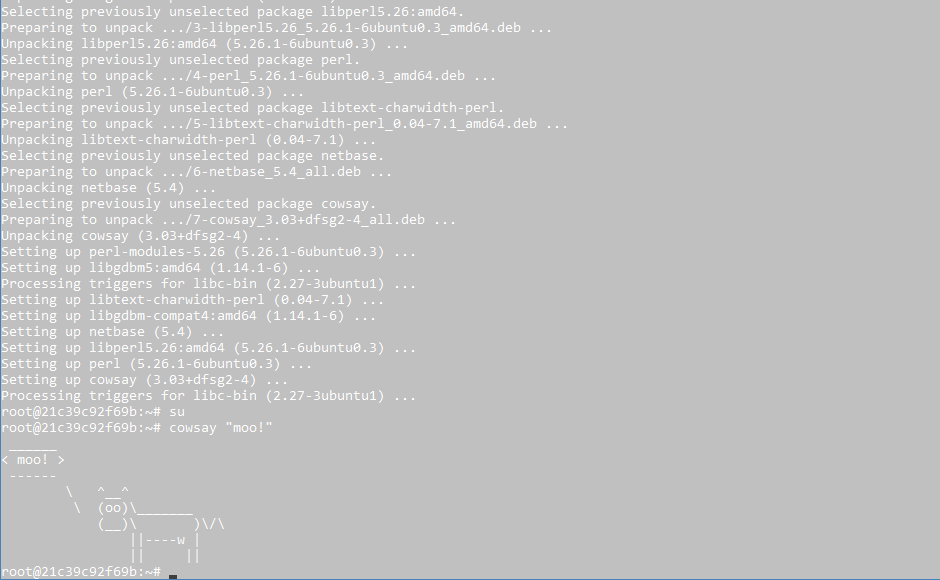 Selecting previously unselected package libperl5.26:amd64.
Preparing to unpack .../3-libperl5.26_5.26.1-6ubuntu0.3_amd64.deb ...
Unpacking libperl5.26:amd64 (5.26.1-6ubuntu0.3) ...
Selecting previously unselected package perl.
Preparing to unpack .../4-perl_5.26.1-6ubuntu0.3_amd64.deb ...
Unpacking perl (5.26.1-6ubuntu0.3) ...
Selecting previously unselected package libtext-charwidth-perl.
Preparing to unpack .../5-libtext-charwidth-perl_0.04-7.1_amd64.deb ...
Unpacking libtext-charwidth-perl (0.04-7.1) ...
Selecting previously unselected package netbase.
Preparing to unpack .../6-netbase_5.4_all.deb ...
Unpacking netbase (5.4) ...
Selecting previously unselected package cowsay.
Preparing to unpack .../7-cowsay_3.03+dfsg2-4_all.deb ...
Unpacking cowsay (3.03+dfsg2-4) ...
Setting up perl-modules-5.26 (5.26.1-6ubuntu0.3) ...
Setting up libgdbm5:amd64 (1.14.1-6) ...
Processing triggers for libc-bin (2.27-3ubuntu1) ...
Setting up libtext-charwidth-perl (0.04-7.1) ...
Setting up libgdbm-compat4:amd64 (1.14.1-6) ...
Setting up netbase (5.4) ...
Setting up libperl5.26:amd64 (5.26.1-6ubuntu0.3) ...
Setting up perl (5.26.1-6ubuntu0.3) ...
Setting up cowsay (3.03+dfsg2-4) ...
Processing triggers for libc-bin (2.27-3ubuntu1) ...
root@21c39c92f69b:~# su
root@21c39c92f69b:~# cowsay "moo!"
 ______
< moo! >
 ------
        \   ^__^
         \  (oo)\_______
            (__)\       )\/\
                ||----w |
                ||     ||
root@21c39c92f69b:~#